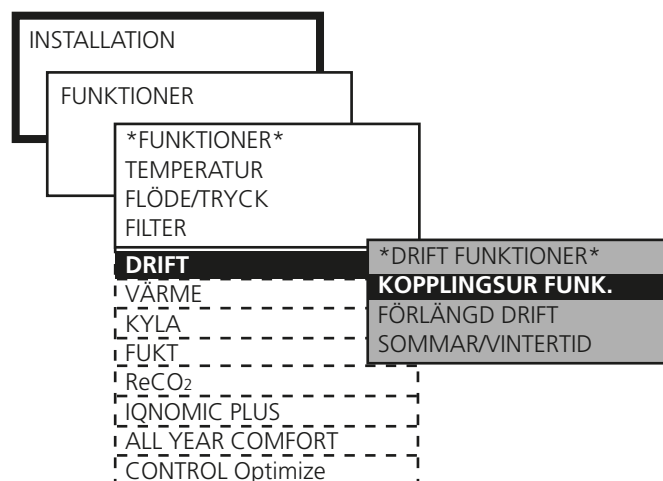 INSTALLATION
FUNKTIONER
*FUNKTIONER*
TEMPERATUR
FLÖDE/TRYCK
FILTER
DRIFT
VÄRME
KYLA
FUKT
ReCO2
IQNOMIC PLUS
ALL YEAR COMFORT
CONTROL Optimize
*DRIFT FUNKTIONER*
KOPPLINGSUR FUNK.
FÖRLÄNGD DRIFT
SOMMAR/VINTERTID